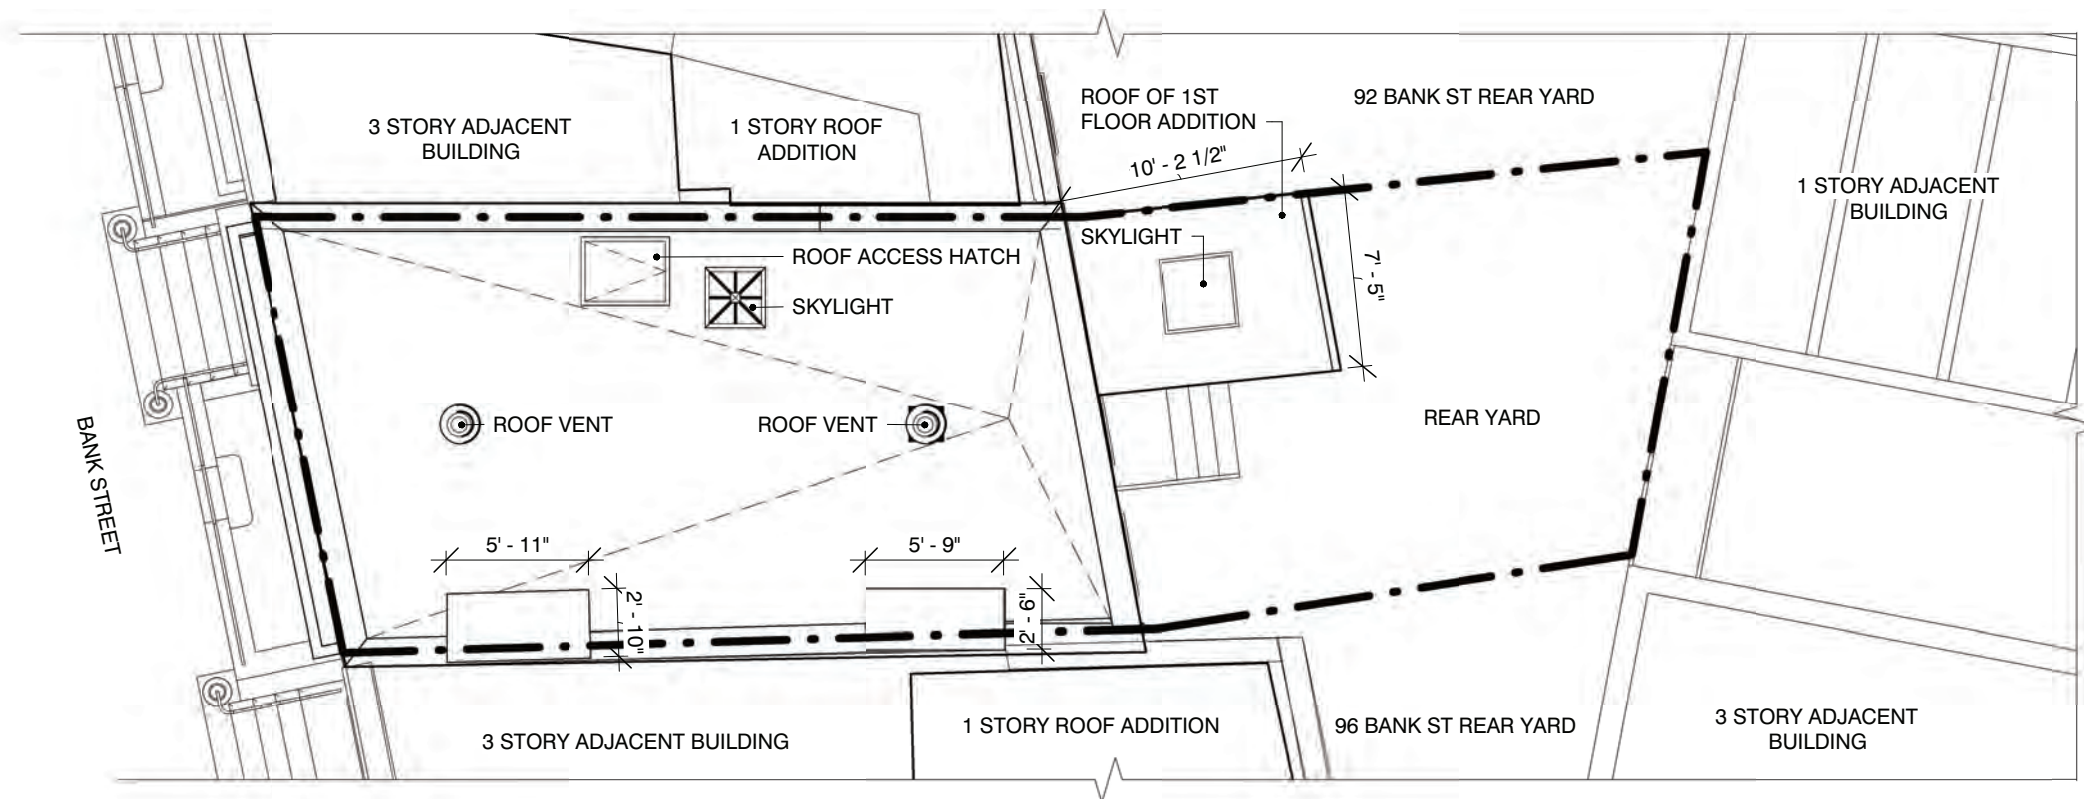 ROOF OF 1ST
FLOOR ADDITION
92 BANK ST REAR YARD
3 STORY ADJACENT
BUILDING
1 STORY ROOF
ADDITION
10' - 2 1/2"
1 STORY ADJACENT
BUILDING
SKYLIGHT
ROOF ACCESS HATCH
7' - 5"
SKYLIGHT
ROOF VENT
ROOF VENT
REAR YARD
BANK STREET
5' - 11"
5' - 9"
2' - 10"
2' - 6"
3 STORY ADJACENT BUILDING
1 STORY ROOF ADDITION
96 BANK ST REAR YARD
3 STORY ADJACENT
BUILDING